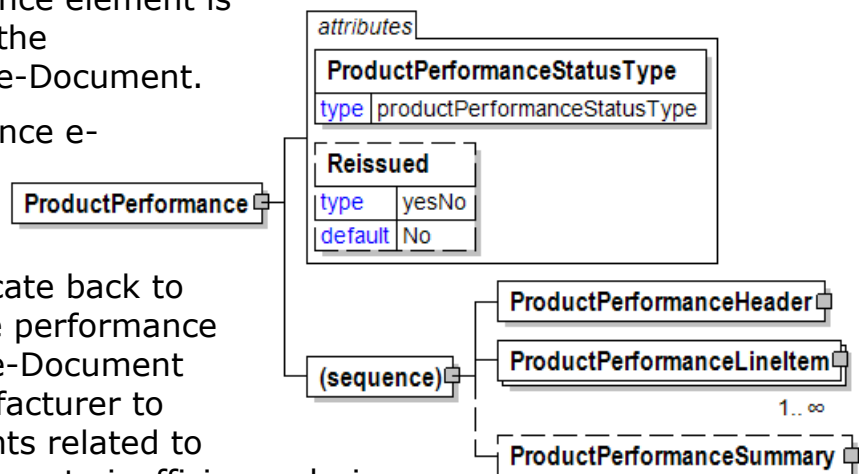 nce element is
the
e-Document.
nce e-
cate back to
e performance
e-Document
facturer to
nts related to
attributes
ProductPerformanceStatusType
type productPerformanceStatusType
Reissued
type yesNo
default No
ProductPerformance
(sequence)
ProductPerformanceHeader
ProductPerformanceLineItem
1.. ∞
ProductPerformanceSummary